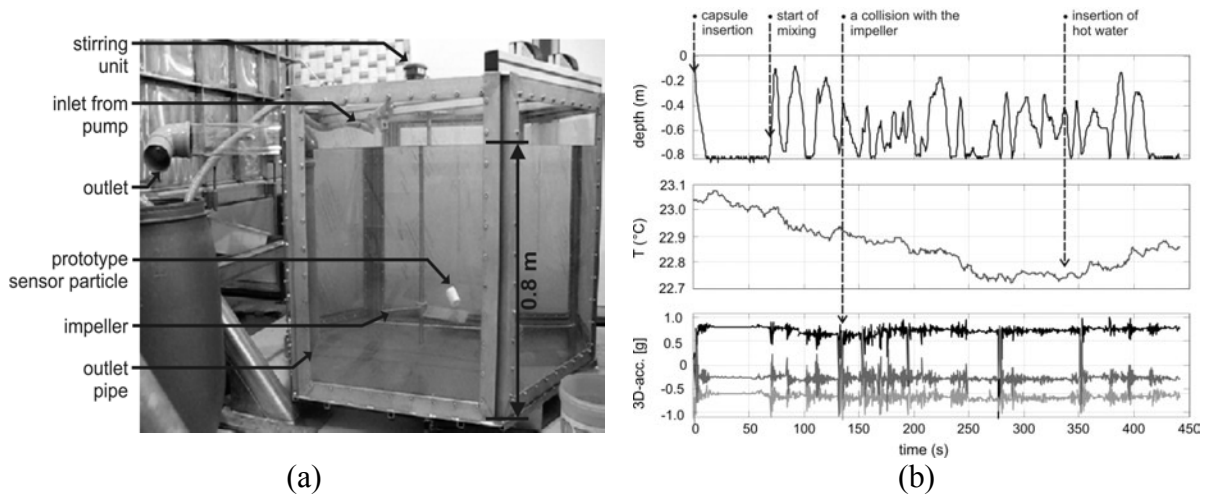 stirring
unit
inlet from
pump
outlet
prototype
sensor particle
impeller
outlet
pipe
0.8 m
(a)
• capsule
insertion
• start of
mixing
• a collision with the
impeller
• insertion of
hot water
depth (m)
0
-0.2
-0.4
-0.6
-0.8
T (°C)
23.1
23.0
22.9
22.8
22.7
3D-acc. [g]
1.0
0.5
0
-0.5
-1.0
0 50 100 150 200 250 300 350 400 450
time (s)
(b)